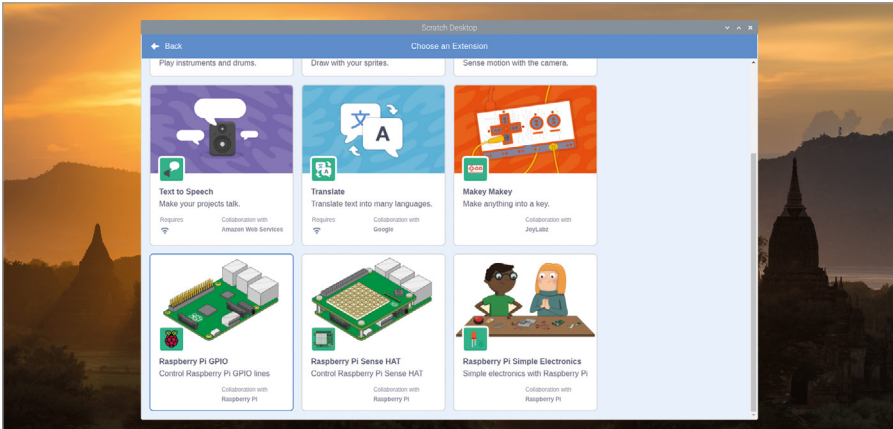 Scratch Desktop
Back
Choose an Extension
Play instruments and drums.
Draw with your sprites.
Sense motion with the camera.
文
A
Text to Speech
Make your projects talk.
Requires
Collaboration with
Amazon Web Services
Translate
Translate text into many languages.
Requires
Collaboration with
Google
Makey Makey
Make anything into a key.
Collaboration with
JoyLabz
Raspberry Pi GPIO
Control Raspberry Pi GPIO lines
Collaboration with
Raspberry Pi
Raspberry Pi Sense HAT
Control Raspberry Pi Sense HAT
Collaboration with
Raspberry Pi
Raspberry Pi Simple Electronics
Simple electronics with Raspberry Pi
Collaboration with
Raspberry Pi